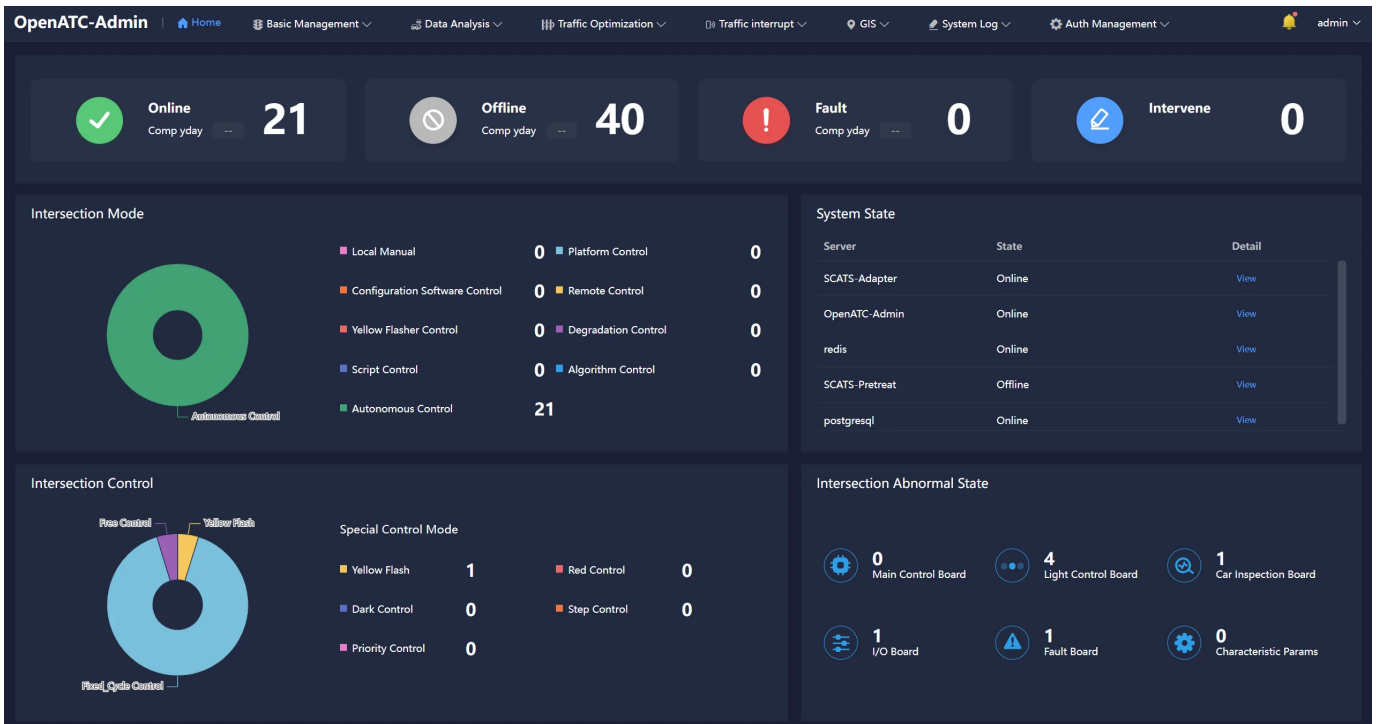 OpenATC-Admin Home Basic Management Data Analysis Traffic Optimization Traffic interrupt GIS System Log Auth Management admin
Online
Comp yday --
21
Offline
Comp yday --
40
Fault
Comp yday --
0
Intervene
0
Intersection Mode
Autonomous Control
Local Manual 0 Platform Control 0
Configuration Software Control 0 Remote Control 0
Yellow Flasher Control 0 Degradation Control 0
Script Control 0 Algorithm Control 0
Autonomous Control 21
System State
Server State Detail
SCATS-Adapter Online View
OpenATC-Admin Online View
redis Online View
SCATS-Pretreat Offline View
postgresql Online View
Intersection Control
Free Control Yellow Flash
Fixed_Cycle Control
Special Control Mode
Yellow Flash 1 Red Control 0
Dark Control 0 Step Control 0
Priority Control 0
Intersection Abnormal State
0
Main Control Board
4
Light Control Board
1
Car Inspection Board
1
I/O Board
1
Fault Board
0
Characteristic Params